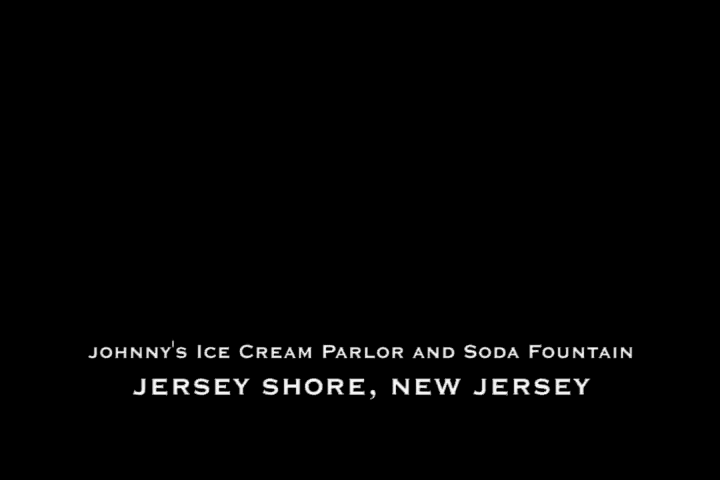 JOHNNY'S ICE CREAM PARLOR AND SODA FOUNTAIN
JERSEY SHORE, NEW JERSEY